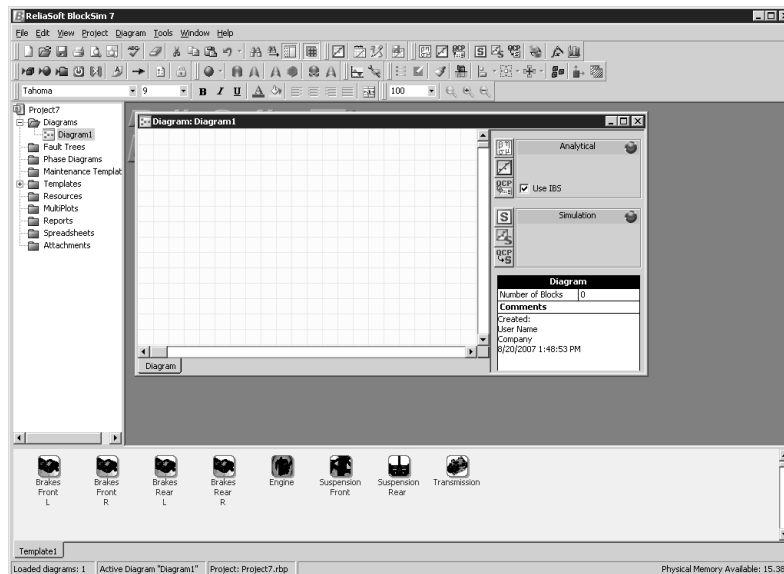 ReliaSoft BlockSim 7
File Edit View Project Diagram Tools Window Help
Tahoma 9 B I U A 100
Project7
Diagrams
Diagram1
Fault Trees
Phase Diagrams
Maintenance Templat
Templates
Resources
MultiPlots
Reports
Spreadsheets
Attachments
Diagram: Diagram1
Analytical
QCP
Use IBS
S
Simulation
QCP
S
Diagram
Number of Blocks 0
Comments
Created:
User Name
Company
8/20/2007 1:48:53 PM
Diagram
Brakes
Front
L
Brakes
Front
R
Brakes
Rear
L
Brakes
Rear
R
Engine
Suspension
Front
Suspension
Rear
Transmission
Template1
Loaded diagrams: 1 Active Diagram "Diagram1" Project: Project7.rbp Physical Memory Available: 15.38